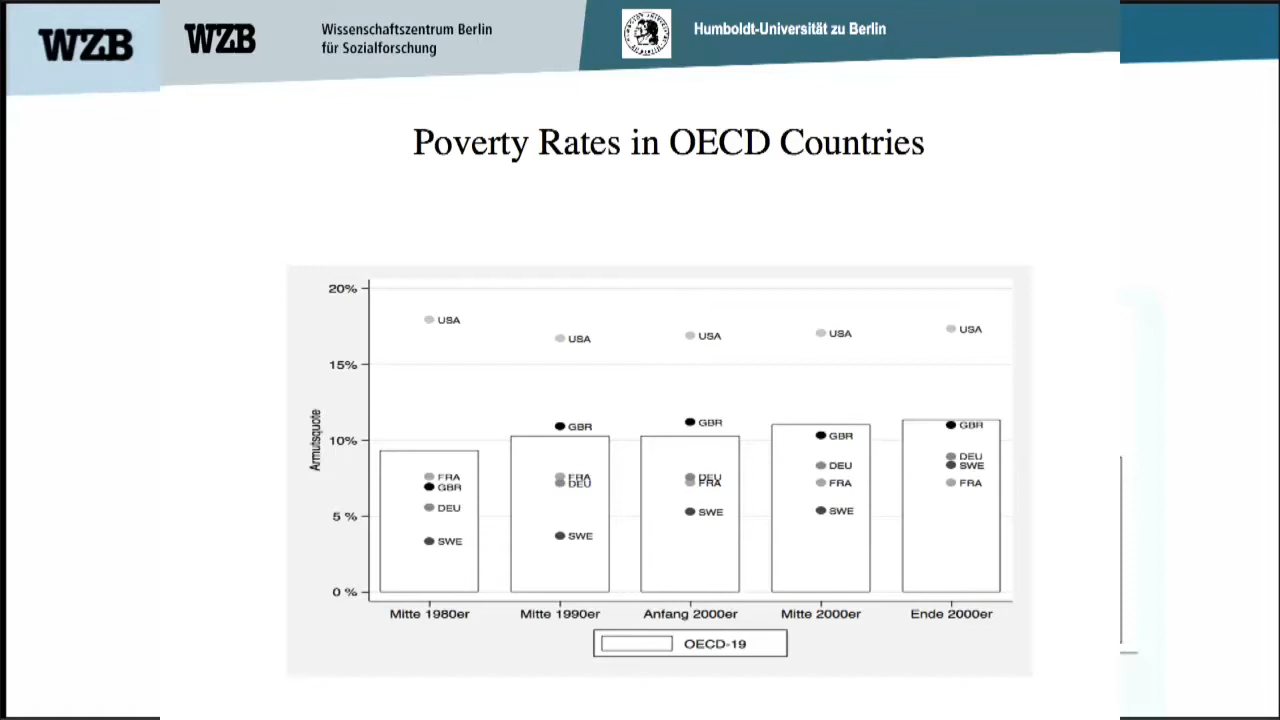 WZB
WZB
Wissenschaftszentrum Berlin
für Sozialforschung
Humboldt-Universität zu Berlin
Poverty Rates in OECD Countries
Armutsquote
20%
15%
10%
5 %
0 %
USA
FRA
GBR
DEU
SWE
USA
GBR
FRA
DEU
SWE
USA
GBR
DEU
FRA
SWE
USA
GBR
DEU
FRA
SWE
USA
GBR
DEU
SWE
FRA
Mitte 1980er
Mitte 1990er
Anfang 2000er
Mitte 2000er
Ende 2000er
OECD-19